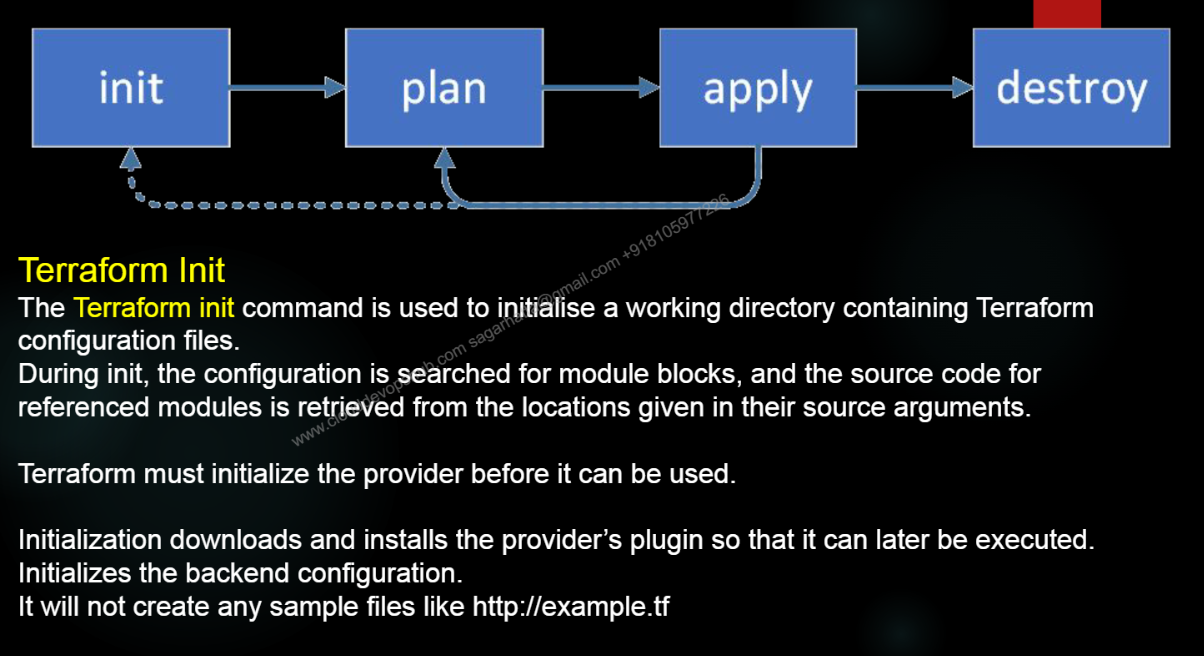 init
plan
apply
destroy
Terraform Init
The Terraform init command is used to initialise a working directory containing Terraform
configuration files.
During init, the configuration is searched for module blocks, and the source code for
referenced modules is retrieved from the locations given in their source arguments.
Terraform must initialize the provider before it can be used.
Initialization downloads and installs the provider’s plugin so that it can later be executed.
Initializes the backend configuration.
It will not create any sample files like http://example.tf
+918105977226